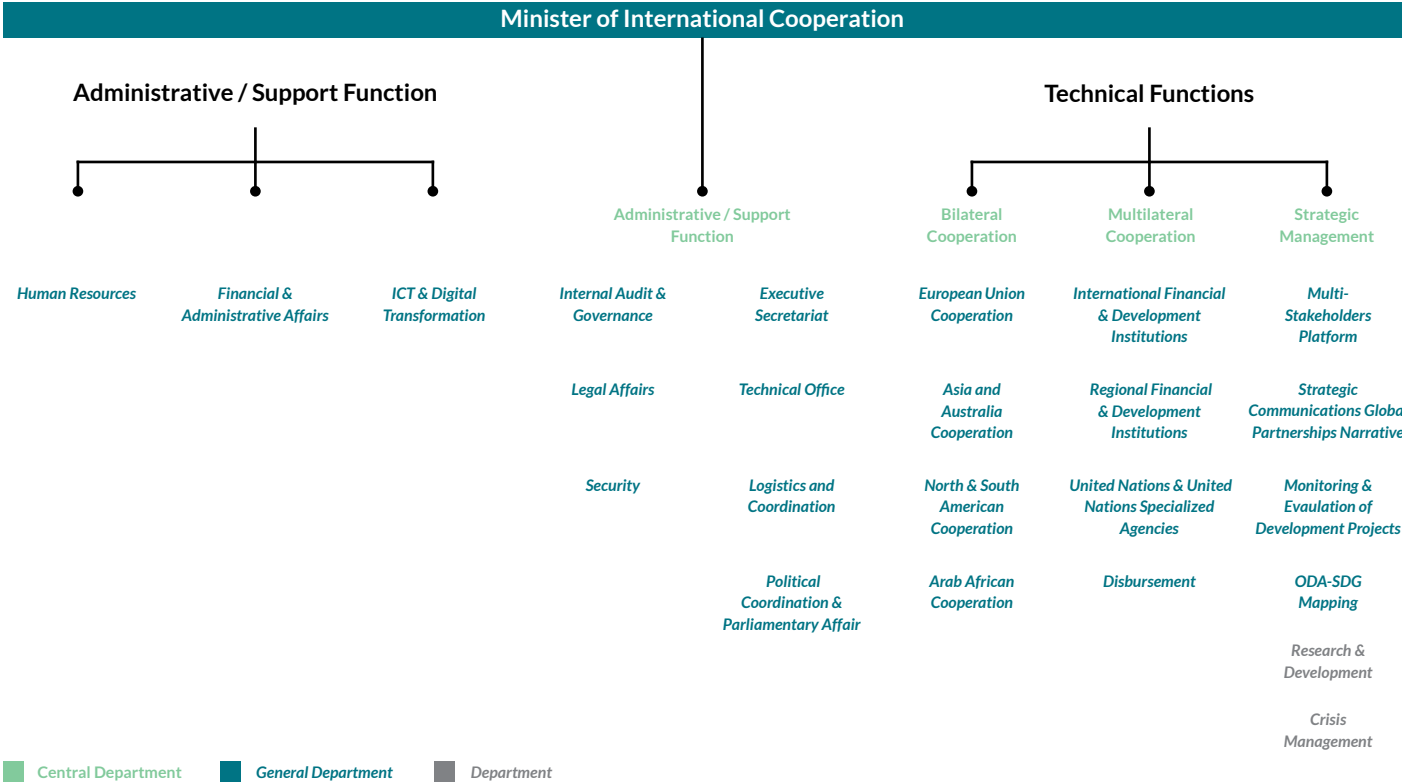 Minister of International Cooperation
Administrative / Support Function
Technical Functions
Administrative / Support
Function
Bilateral
Cooperation
Multilateral
Cooperation
Strategic
Management
Human Resources
Financial &
Administrative Affairs
ICT & Digital
Transformation
Internal Audit &
Governance
Executive
Secretariat
European Union
Cooperation
International Financial
& Development
Institutions
Multi-
Stakeholders
Platform
Legal Affairs
Technical Office
Asia and
Australia
Cooperation
Regional Financial
& Development
Institutions
Strategic
Communications Globa
Partnerships Narrative
Security
Logistics and
Coordination
North & South
American
Cooperation
United Nations & United
Nations Specialized
Agencies
Monitoring &
Evaulation of
Development Projects
Political
Coordination &
Parliamentary Affair
Arab African
Cooperation
Disbursement
ODA-SDG
Mapping
Research &
Development
Crisis
Management
Central Department
General Department
Department